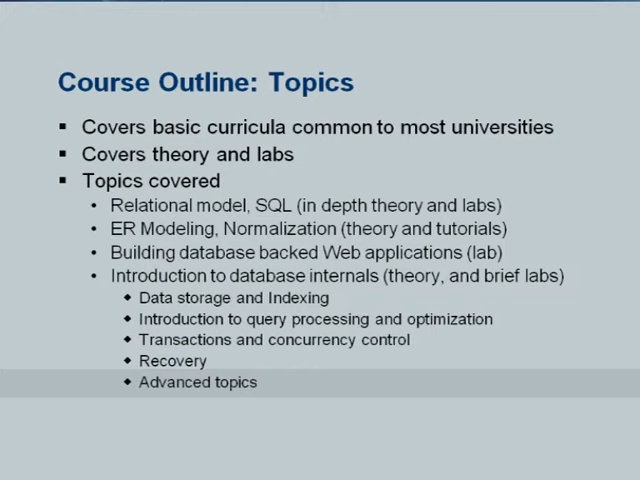 Course Outline: Topics
▪ Covers basic curricula common to most universities
▪ Covers theory and labs
▪ Topics covered
• Relational model, SQL (in depth theory and labs)
• ER Modeling, Normalization (theory and tutorials)
• Building database backed Web applications (lab)
• Introduction to database internals (theory, and brief labs)
◆ Data storage and Indexing
◆ Introduction to query processing and optimization
◆ Transactions and concurrency control
◆ Recovery
◆ Advanced topics